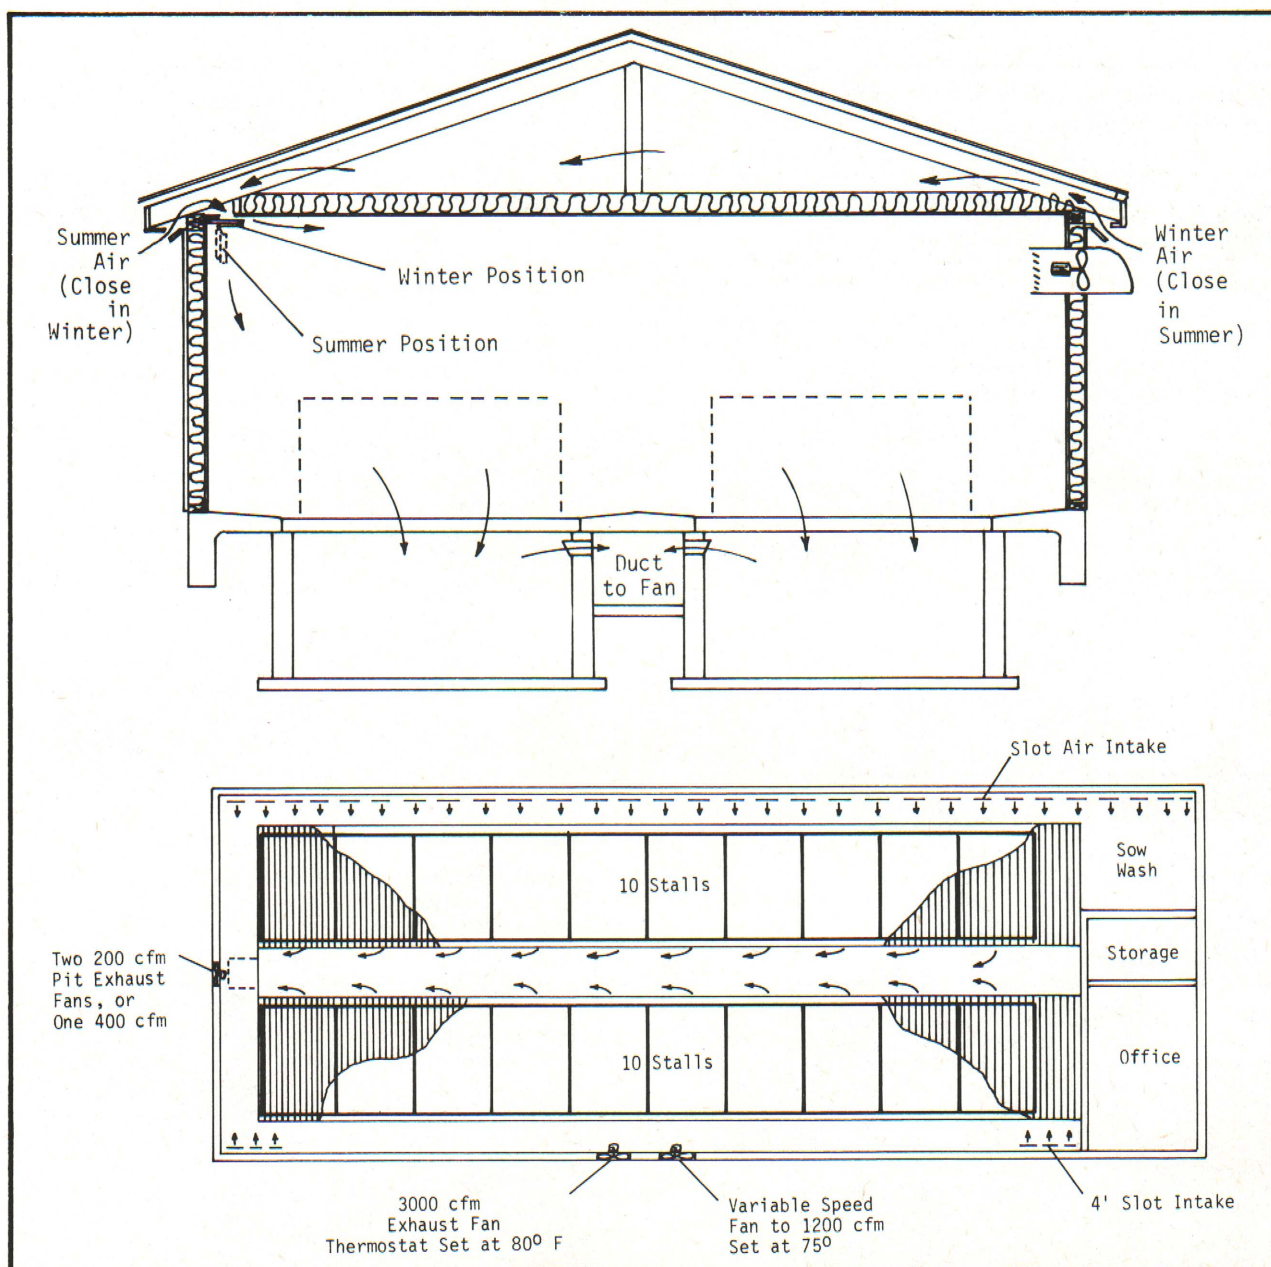 Summer
Air
(Close
in
Winter)
Winter Position
Summer Position
Winter
Air
(Close
in
Summer)
Duct
to Fan
Slot Air Intake
10 Stalls
Sow
Wash
Two 200 cfm
Pit Exhaust
Fans, or
One 400 cfm
Storage
10 Stalls
Office
3000 cfm
Exhaust Fan
Thermostat Set at 80⁰ F
Variable Speed
Fan to 1200 cfm
Set at 75⁰
4' Slot Intake